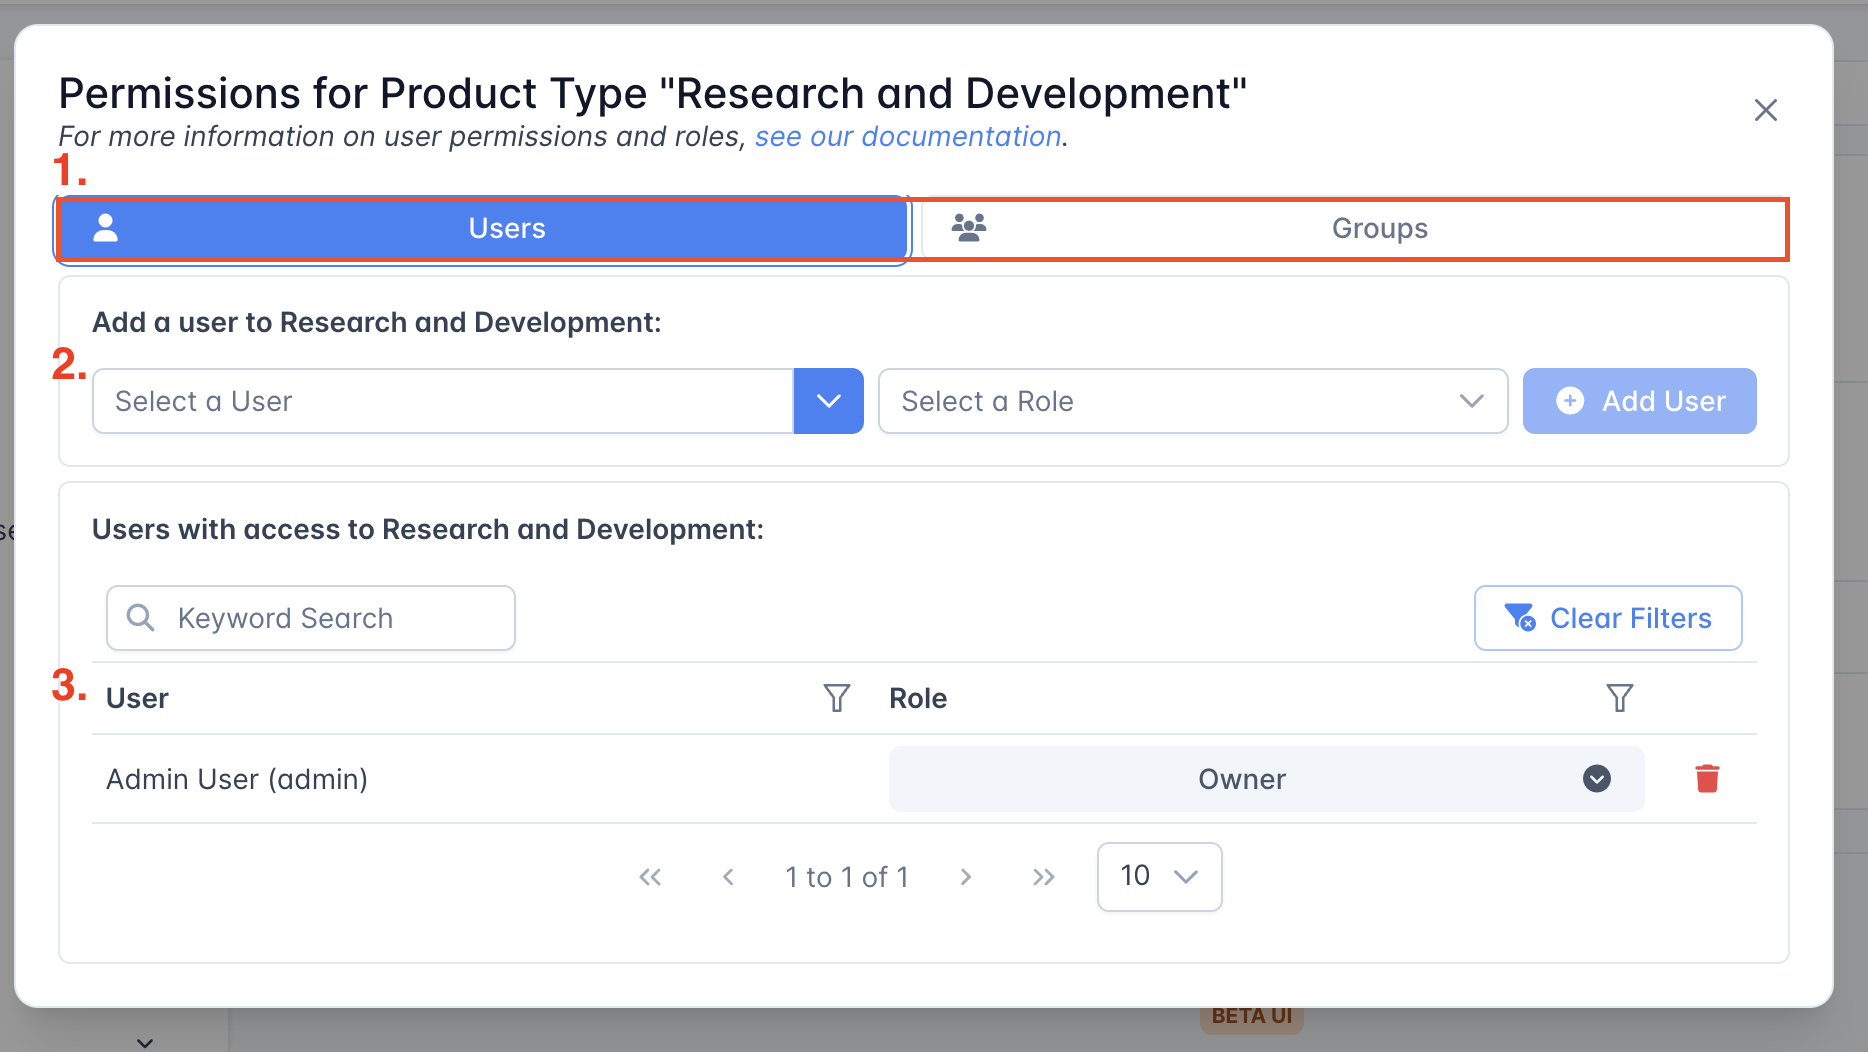 Permissions for Product Type "Research and Development"
For more information on user permissions and roles, see our documentation.
1.
Users
Groups
Add a user to Research and Development:
2.
Select a User
Select a Role
Add User
Users with access to Research and Development:
Keyword Search
Clear Filters
3.
User
Role
Admin User (admin)
Owner
1 to 1 of 1
10
BETA UI